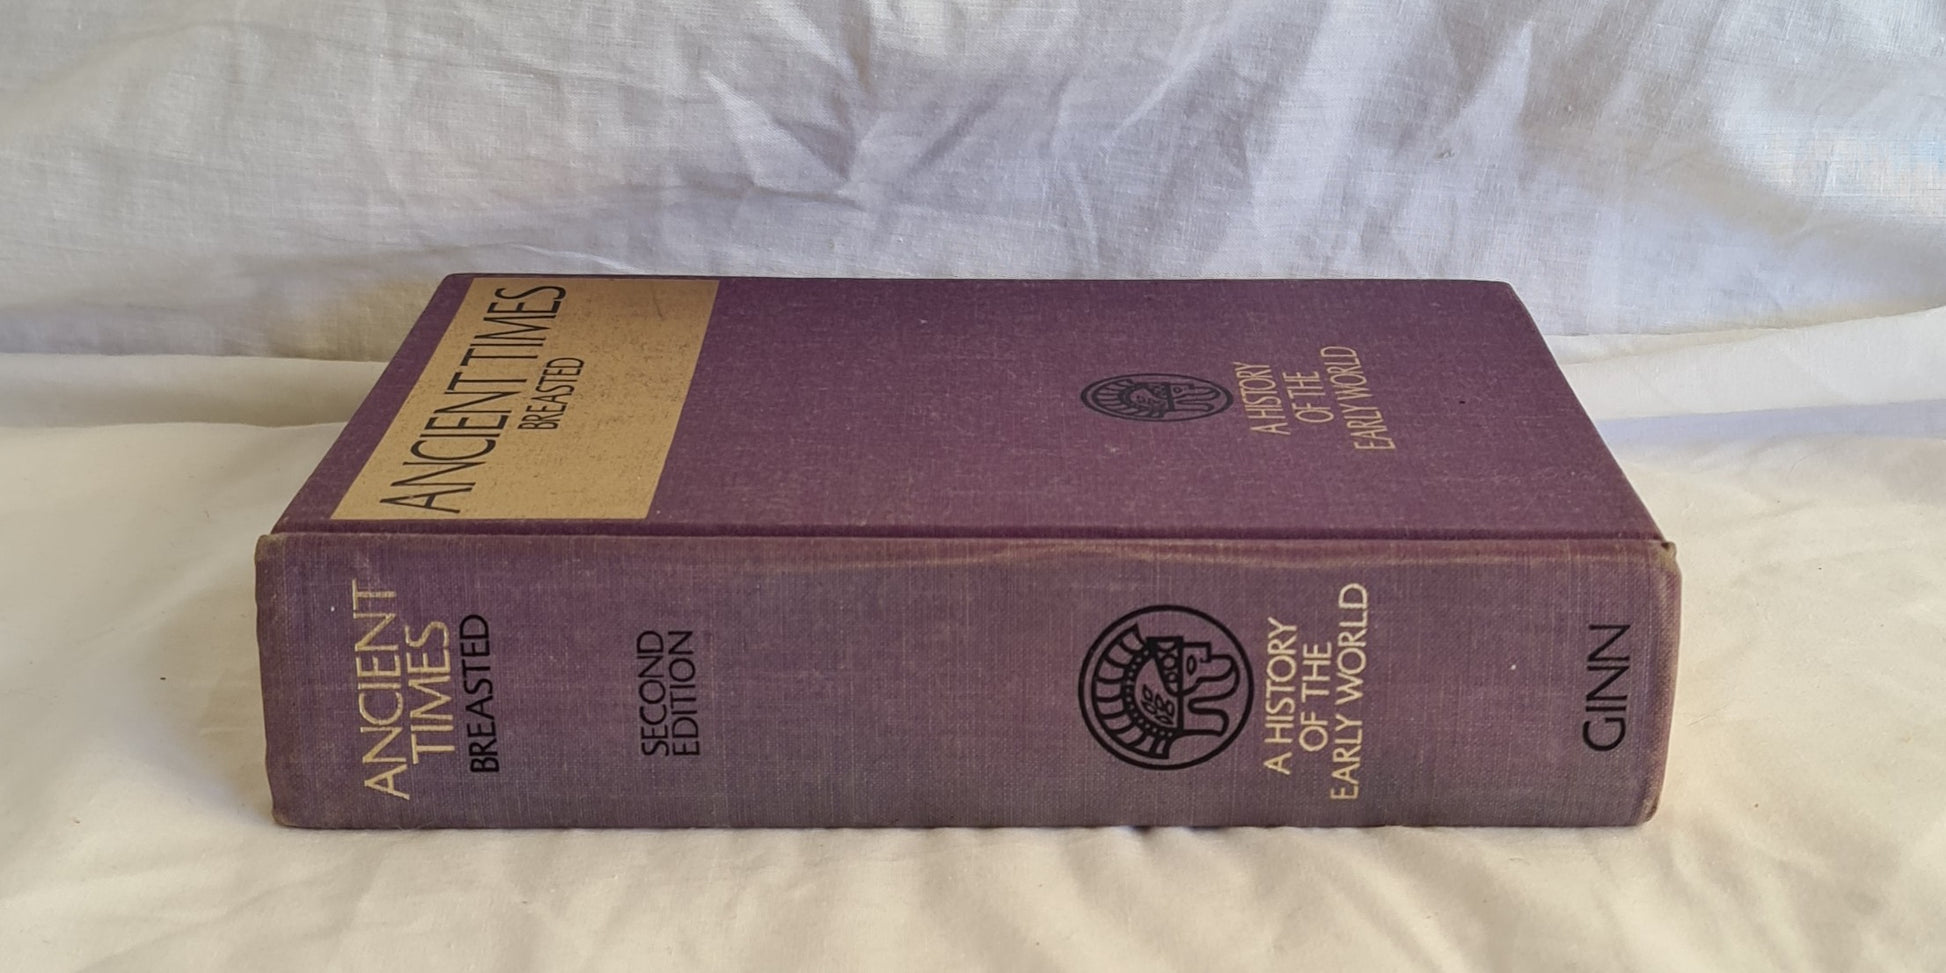 ANCIENT TIMES
BREASTED
A HISTORY
OF THE
EARLY WORLD
ANCIENT
TIMES
BREASTED
SECOND
EDITION
A HISTORY
OF THE
EARLY WORLD
GINN